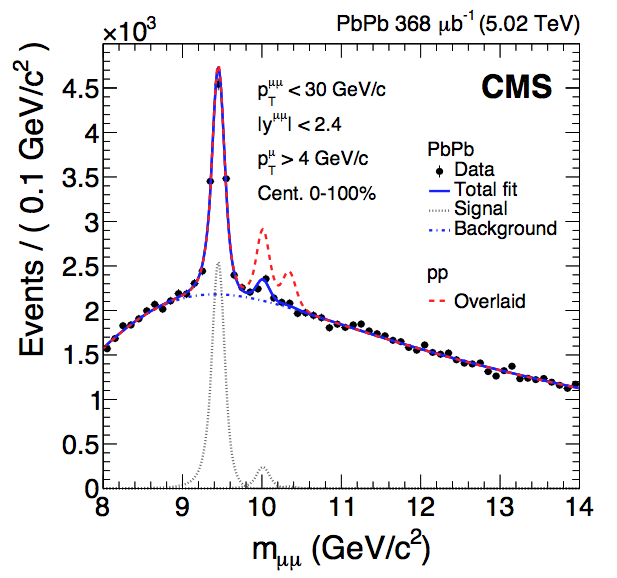 ×10³
PbPb 368 μb⁻¹ (5.02 TeV)
CMS
p_T^μμ < 30 GeV/c
|y^μμ| < 2.4
p_T^μ > 4 GeV/c
Cent. 0-100%
PbPb
Data
Total fit
Signal
Background
pp
Overlaid
Events / ( 0.1 GeV/c² )
4.5
4
3.5
3
2.5
2
1.5
1
0.5
0
8 9 10 11 12 13 14
m_μμ (GeV/c²)